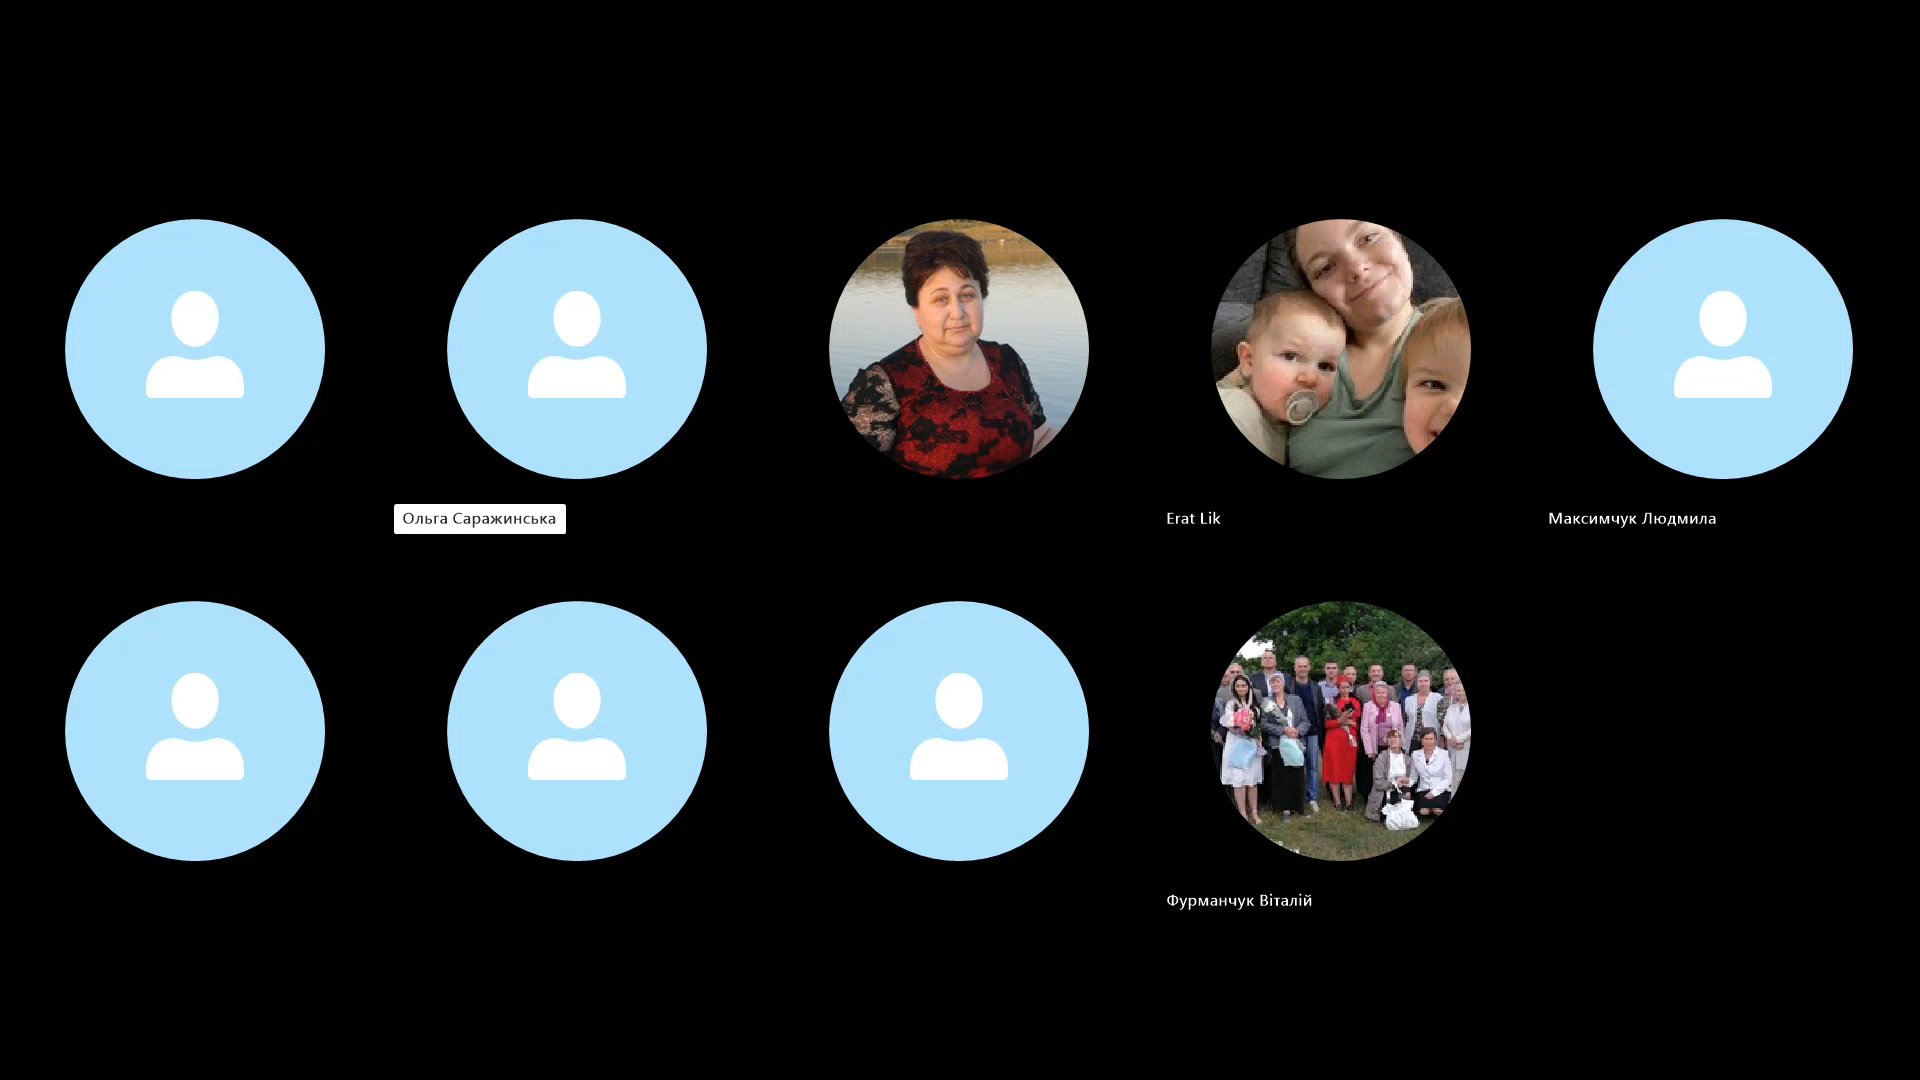 Ольга Саражинська
Erat Lik
Максимчук Людмила
Фурманчук Віталій